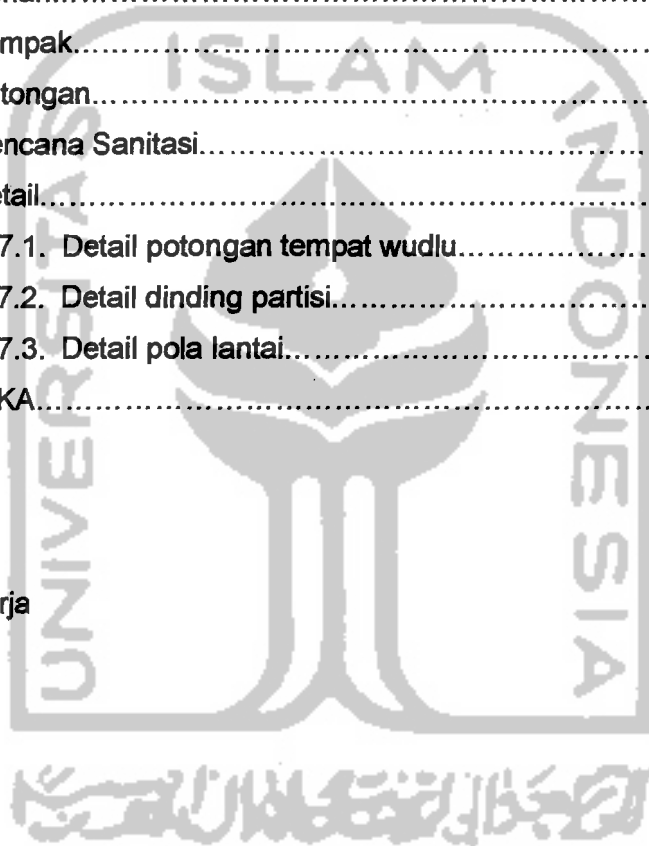 mpak..........................................................
tongan..........................................................
encana Sanitasi..........................................................
etail..........................................................
7.1. Detail potongan tempat wudlu....................
7.2. Detail dinding partisi....................................
7.3. Detail pola lantai..........................................
KA..........................................................
rja
UNIVERSITAS
ISLAM
INDONESIA